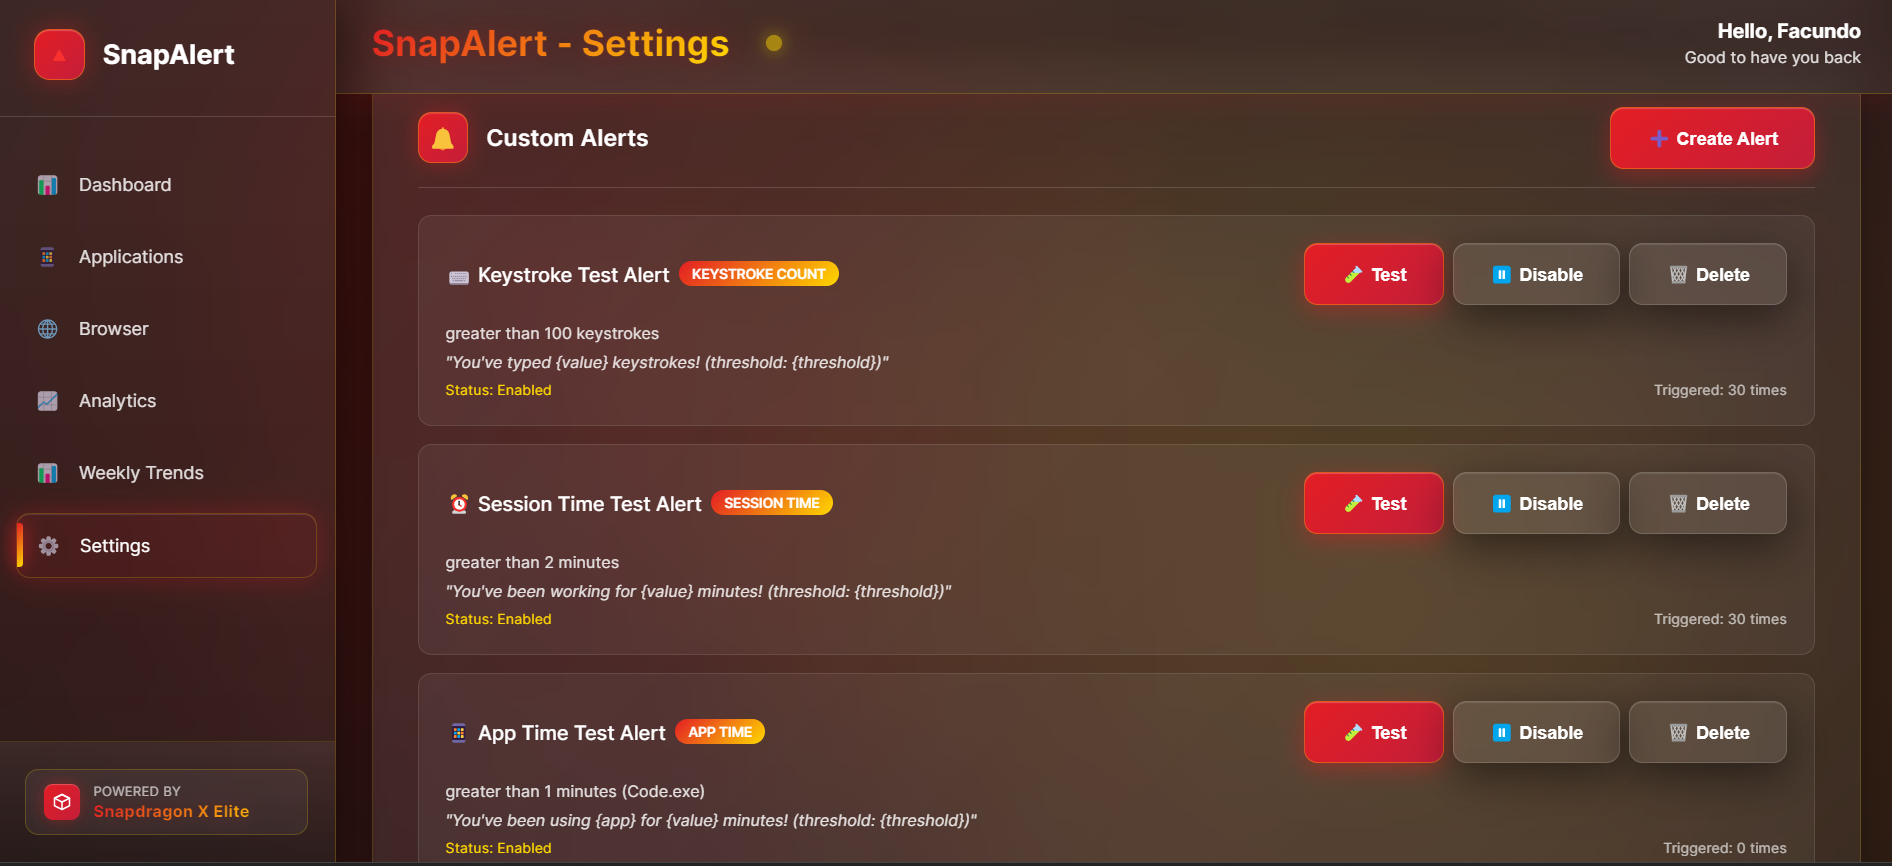 SnapAlert
Dashboard
Applications
Browser
Analytics
Weekly Trends
Settings
POWERED BY
Snapdragon X Elite
SnapAlert - Settings
Hello, Facundo
Good to have you back
Custom Alerts
Create Alert
Keystroke Test Alert KEYSTROKE COUNT
Test Disable Delete
greater than 100 keystrokes
"You've typed {value} keystrokes! (threshold: {threshold})"
Status: Enabled
Triggered: 30 times
Session Time Test Alert SESSION TIME
Test Disable Delete
greater than 2 minutes
"You've been working for {value} minutes! (threshold: {threshold})"
Status: Enabled
Triggered: 30 times
App Time Test Alert APP TIME
Test Disable Delete
greater than 1 minutes (Code.exe)
"You've been using {app} for {value} minutes! (threshold: {threshold})"
Status: Enabled
Triggered: 0 times